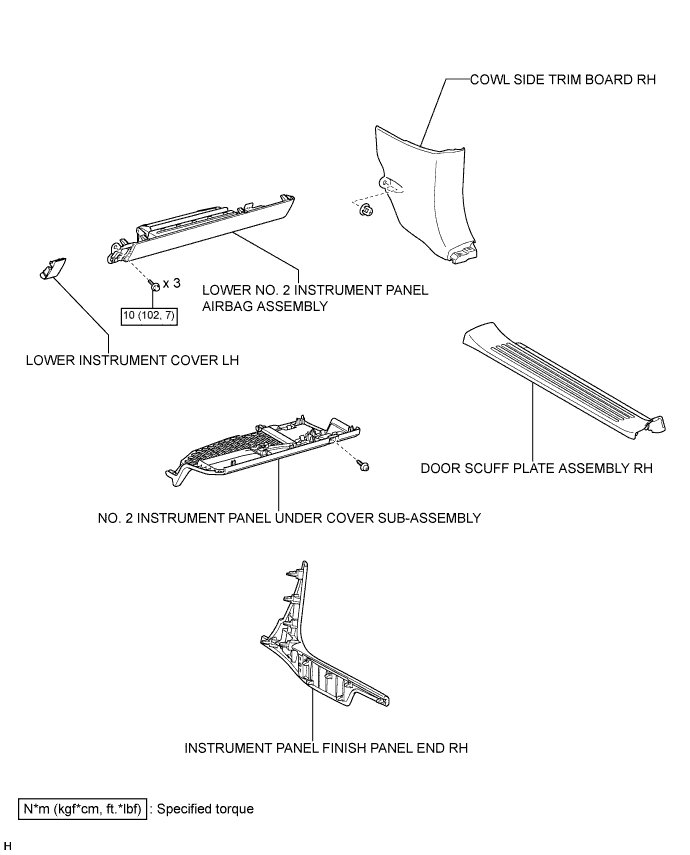 COWL SIDE TRIM BOARD RH
x 3
LOWER NO. 2 INSTRUMENT PANEL
AIRBAG ASSEMBLY
10 (102, 7)
LOWER INSTRUMENT COVER LH
DOOR SCUFF PLATE ASSEMBLY RH
NO. 2 INSTRUMENT PANEL UNDER COVER SUB-ASSEMBLY
INSTRUMENT PANEL FINISH PANEL END RH
N*m (kgf*cm, ft.*lbf) : Specified torque
H